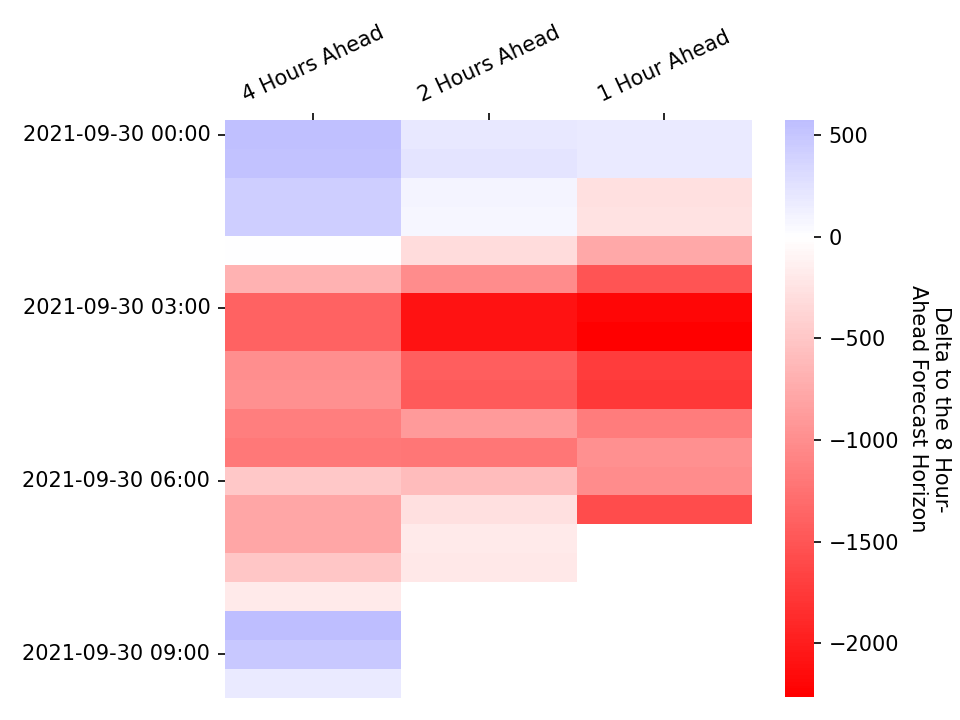 4 Hours Ahead
2 Hours Ahead
1 Hour Ahead
2021-09-30 00:00
2021-09-30 03:00
2021-09-30 06:00
2021-09-30 09:00
500
0
−500
−1000
−1500
−2000
Delta to the 8 Hour-
Ahead Forecast Horizon